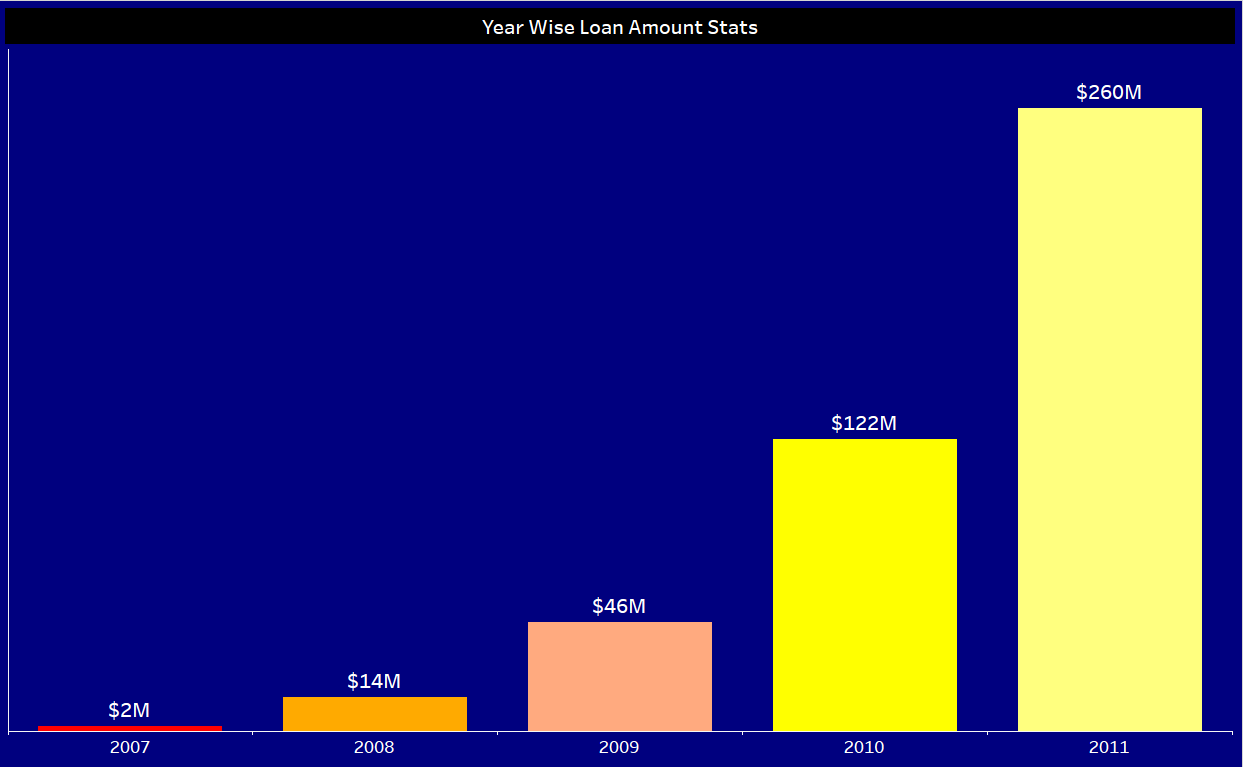 Year Wise Loan Amount Stats
$260M
$122M
$46M
$14M
$2M
2007 2008 2009 2010 2011